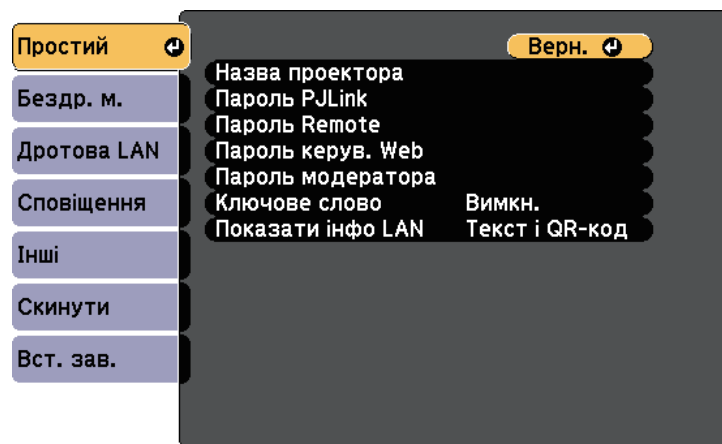 Простий
Бездр. м.
Дротова LAN
Сповіщення
Інші
Скинути
Вст. зав.
Верн.
Назва проектора
Пароль PJLink
Пароль Remote
Пароль керув. Web
Пароль модератора
Ключове слово Вимкн.
Показати інфо LAN Текст і QR-код